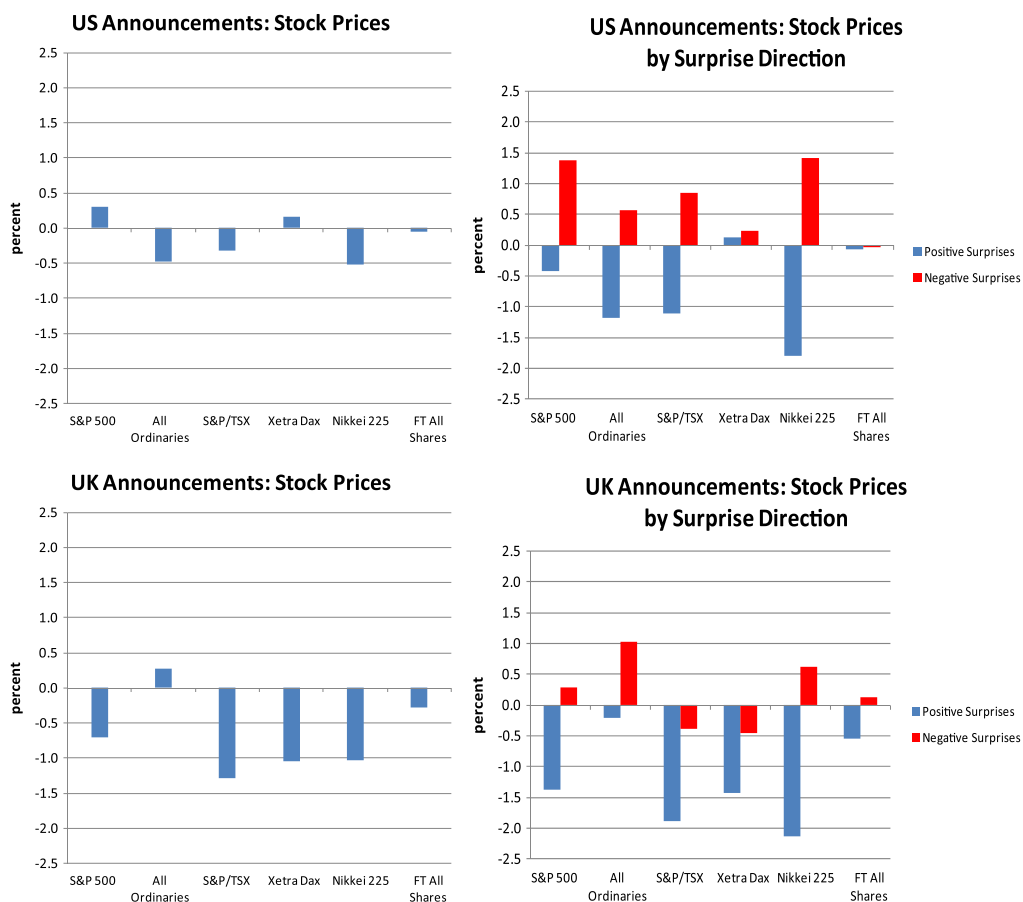 US Announcements: Stock Prices
2.5
2.0
1.5
1.0
0.5
0.0
-0.5
-1.0
-1.5
-2.0
-2.5
percent
S&P 500 All S&P/TSX Xetra Dax Nikkei 225 FT All
Ordinaries Shares
US Announcements: Stock Prices
by Surprise Direction
2.5
2.0
1.5
1.0
0.5
0.0
-0.5
-1.0
-1.5
-2.0
-2.5
percent
S&P 500 All S&P/TSX Xetra Dax Nikkei 225 FT All
Ordinaries Shares
Positive Surprises
Negative Surprises
UK Announcements: Stock Prices
2.5
2.0
1.5
1.0
0.5
0.0
-0.5
-1.0
-1.5
-2.0
-2.5
percent
S&P 500 All S&P/TSX Xetra Dax Nikkei 225 FT All
Ordinaries Shares
UK Announcements: Stock Prices
by Surprise Direction
2.5
2.0
1.5
1.0
0.5
0.0
-0.5
-1.0
-1.5
-2.0
-2.5
percent
S&P 500 All S&P/TSX Xetra Dax Nikkei 225 FT All
Ordinaries Shares
Positive Surprises
Negative Surprises